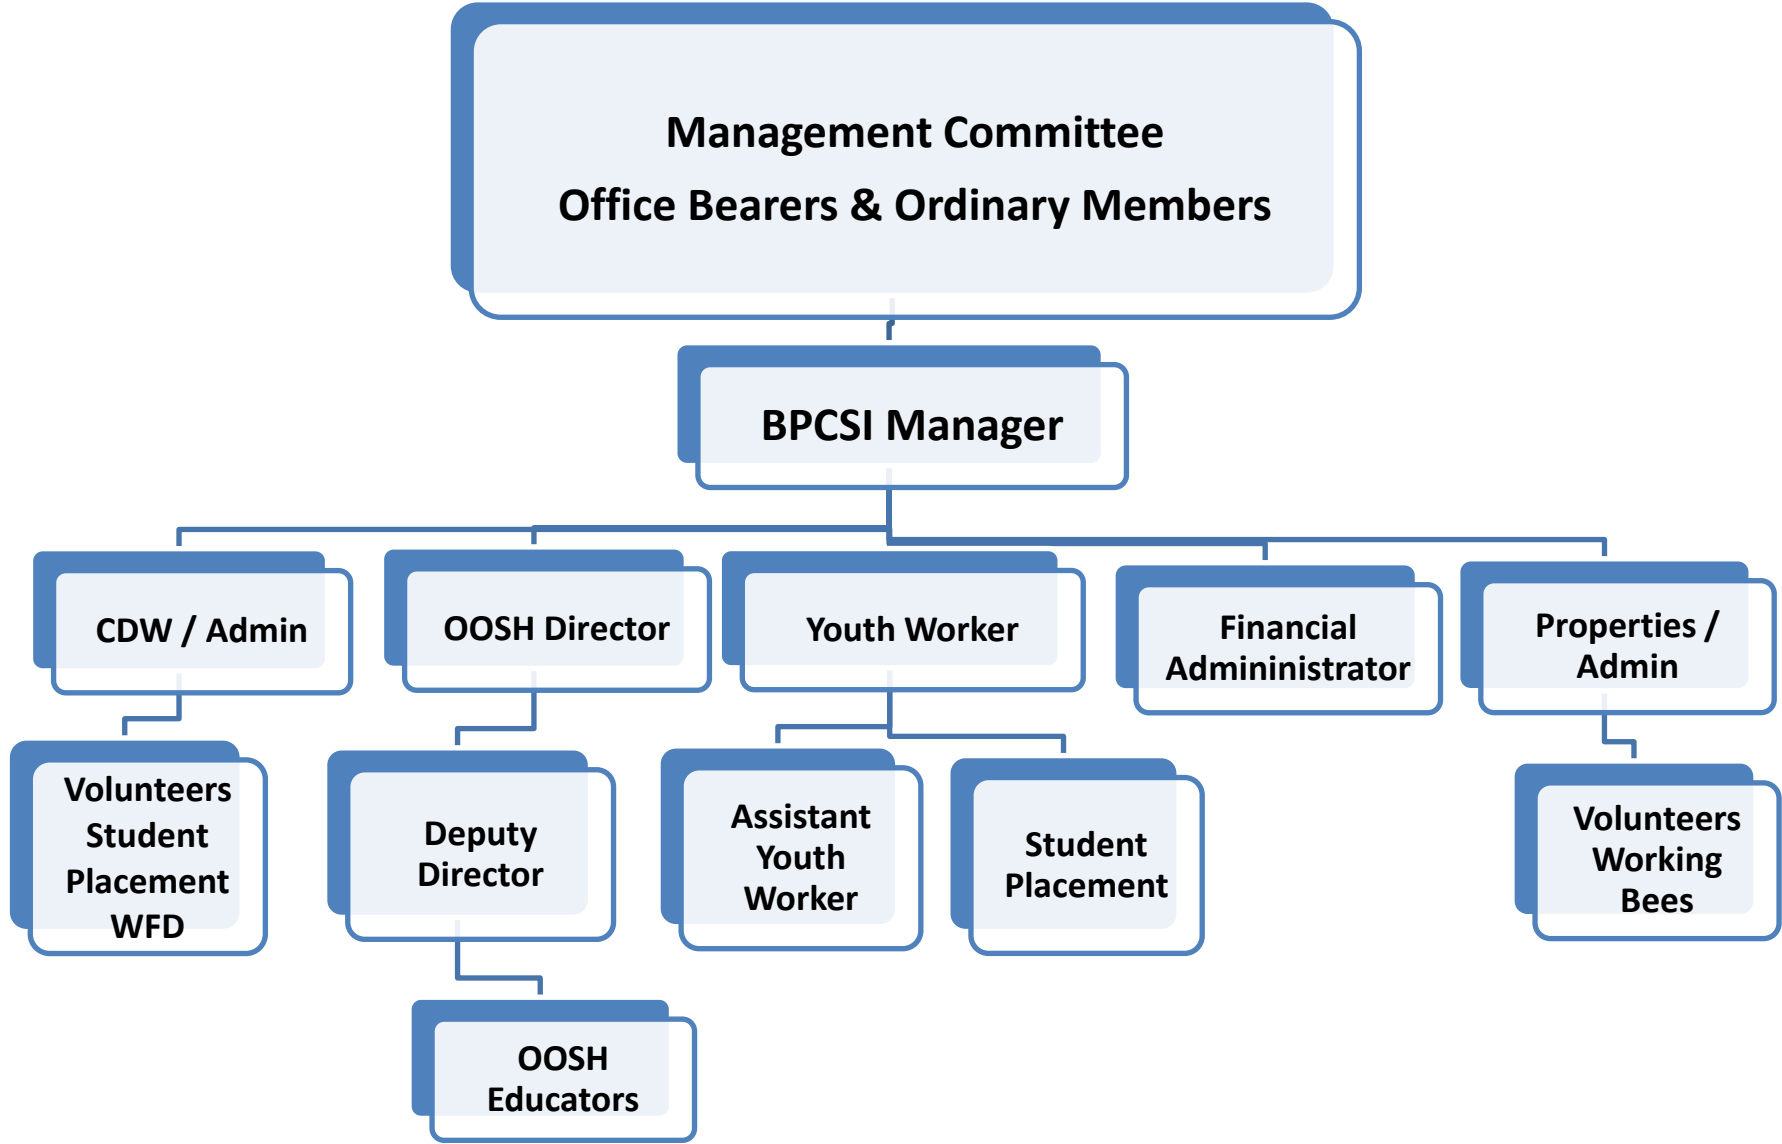 Management Committee
Office Bearers & Ordinary Members
BPCSI Manager
CDW / Admin
OOSH Director
Youth Worker
Financial
Admininistrator
Properties /
Admin
Volunteers
Student
Placement
WFD
Deputy
Director
Assistant
Youth
Worker
Student
Placement
Volunteers
Working
Bees
OOSH
Educators